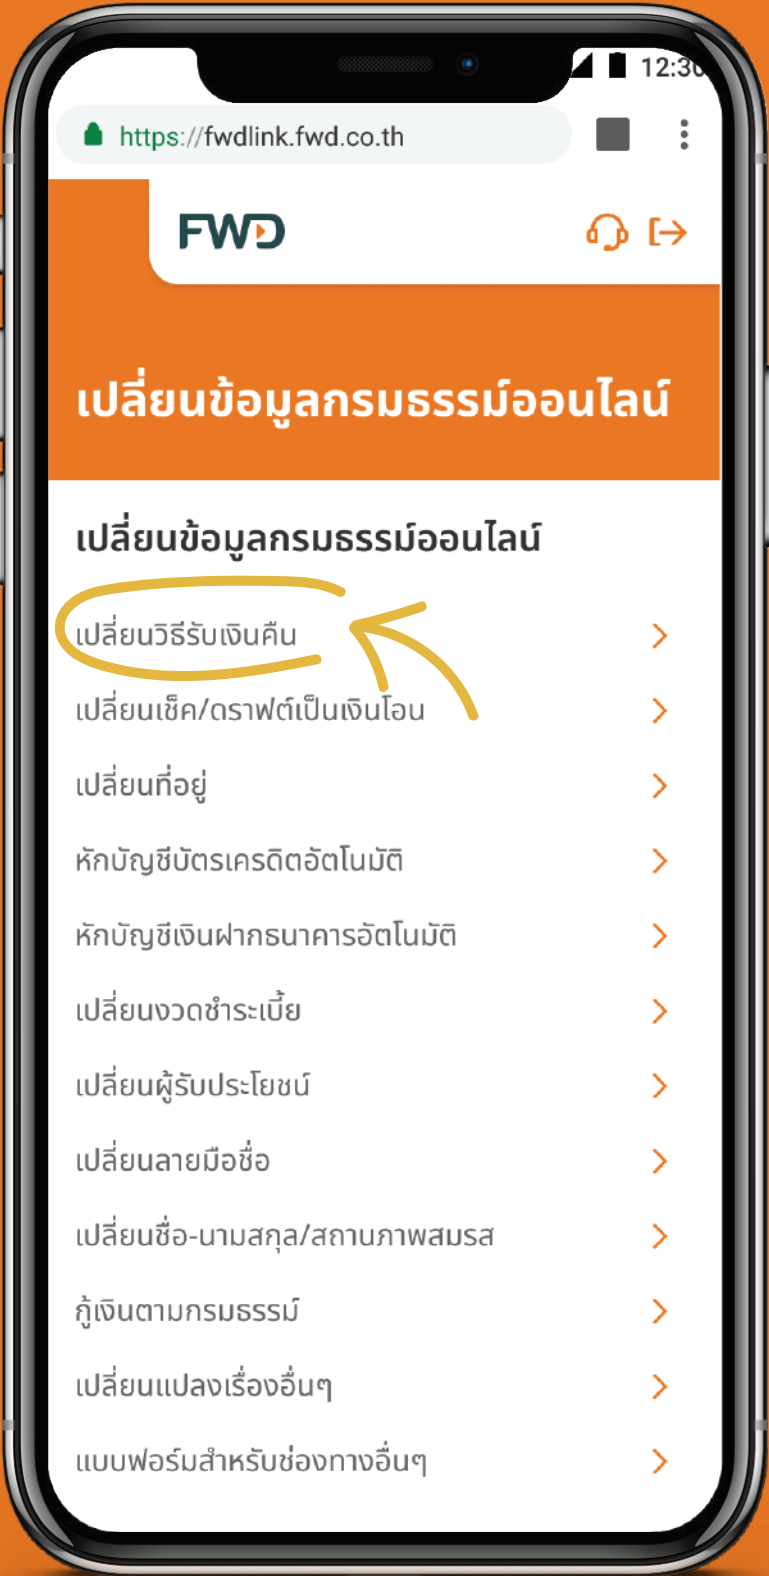 12:30
https://fwdlink.fwd.co.th
FWD
เปลี่ยนข้อมูลกรมธรรม์ออนไลน์
เปลี่ยนข้อมูลกรมธรรม์ออนไลน์
เปลี่ยนวิธีรับเงินคืน
เปลี่ยนเช็ค/ดราฟต์เป็นเงินโอน
เปลี่ยนที่อยู่
หักบัญชีบัตรเครดิตอัตโนมัติ
หักบัญชีเงินฝากธนาคารอัตโนมัติ
เปลี่ยนงวดชำระเบี้ย
เปลี่ยนผู้รับประโยชน์
เปลี่ยนลายมือชื่อ
เปลี่ยนชื่อ-นามสกุล/สถานภาพสมรส
กู้เงินตามกรมธรรม์
เปลี่ยนแปลงเรื่องอื่นๆ
แบบฟอร์มสำหรับช่องทางอื่นๆ